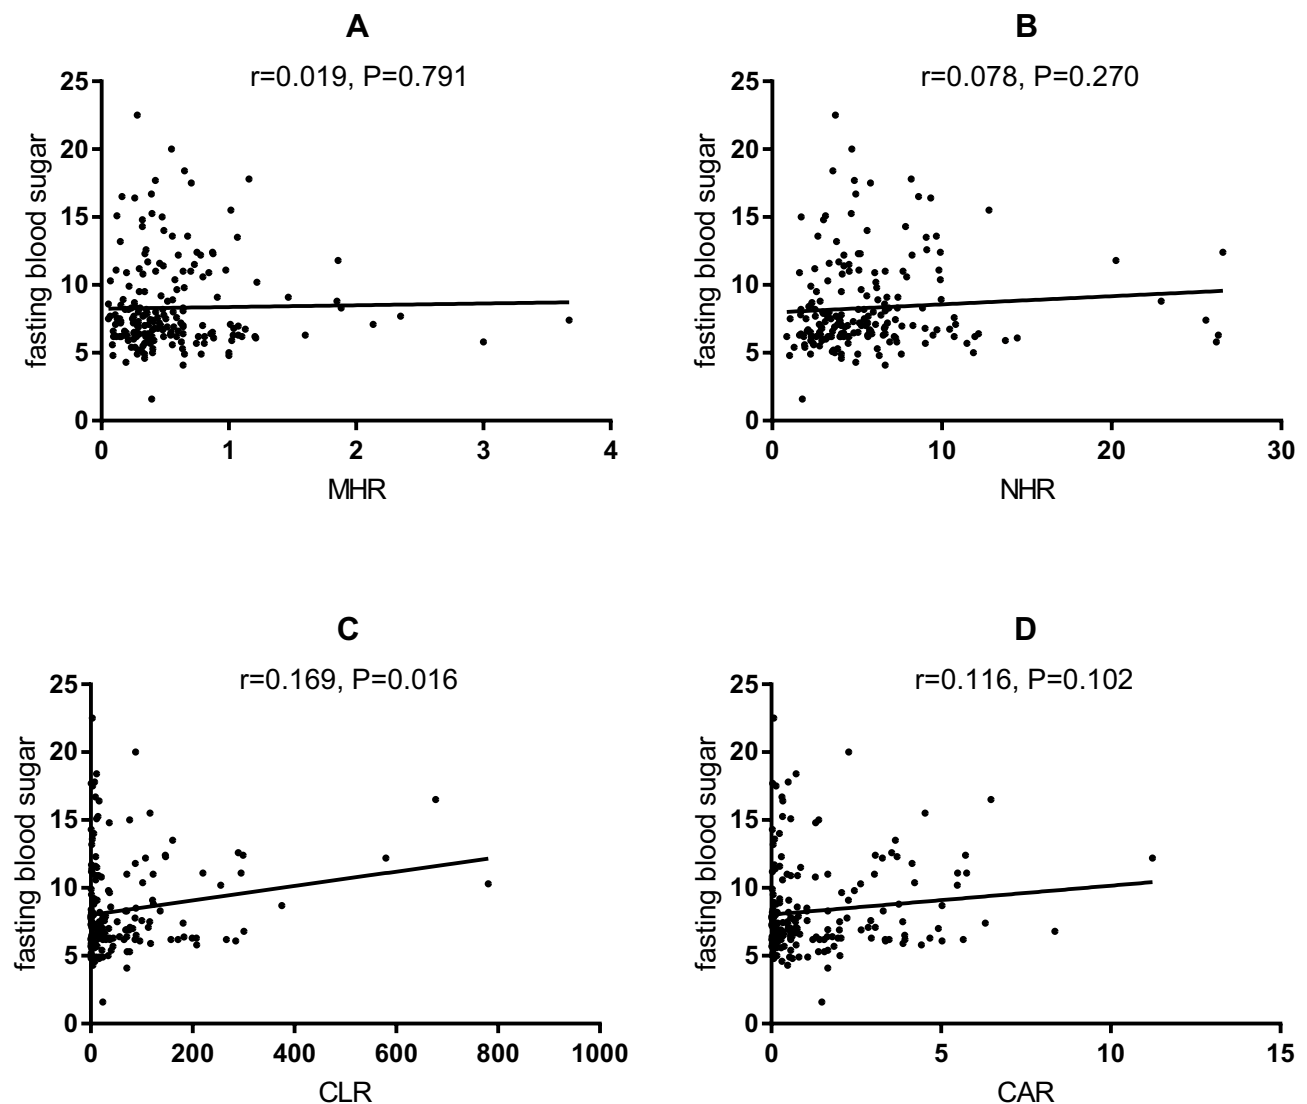 A
r=0.019, P=0.791
25
20
15
10
5
0
fasting blood sugar
0 1 2 3 4
MHR
B
r=0.078, P=0.270
25
20
15
10
5
0
fasting blood sugar
0 10 20 30
NHR
C
r=0.169, P=0.016
25
20
15
10
5
0
fasting blood sugar
0 200 400 600 800 1000
CLR
D
r=0.116, P=0.102
25
20
15
10
5
0
fasting blood sugar
0 5 10 15
CAR